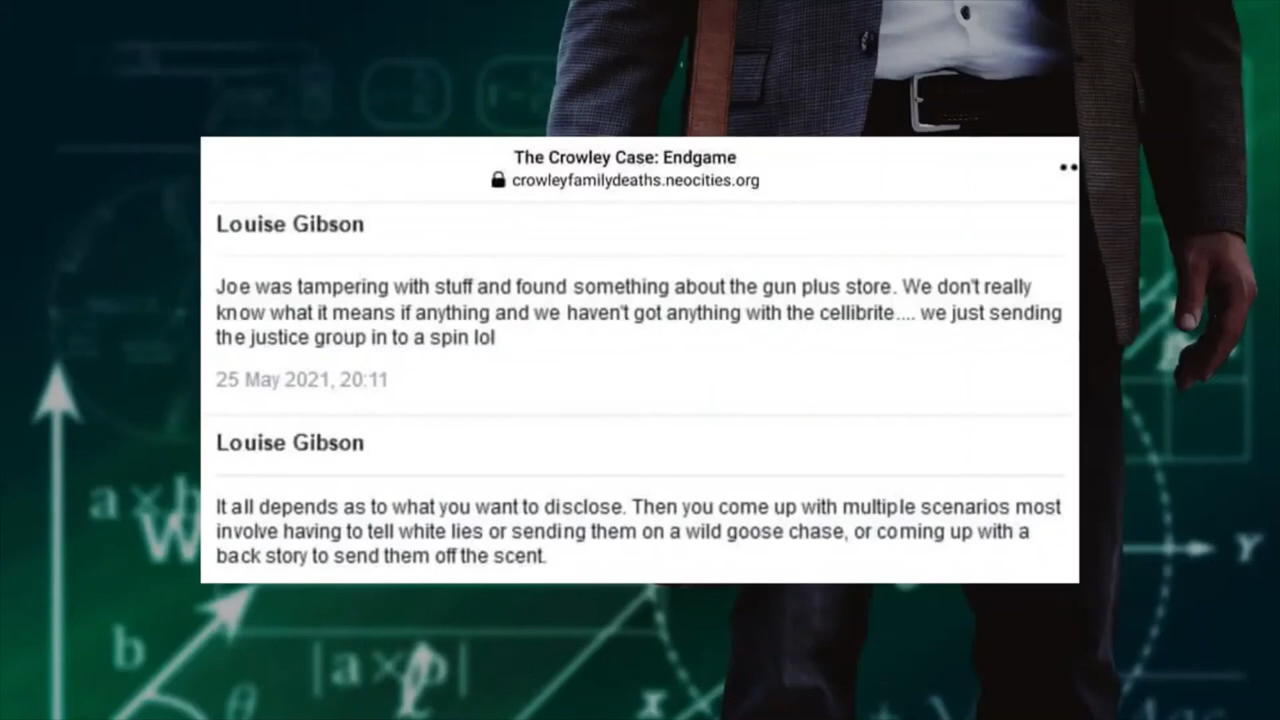 The Crowley Case: Endgame
crowleyfamilydeaths.neocities.org
Louise Gibson
Joe was tampering with stuff and found something about the gun plus store. We don't really
know what it means if anything and we haven't got anything with the cellibrite.... we just sending
the justice group in to a spin lol
25 May 2021, 20:11
Louise Gibson
It all depends as to what you want to disclose. Then you come up with multiple scenarios most
involve having to tell white lies or sending them on a wild goose chase, or coming up with a
back story to send them off the scent.
a×b
W
Y
b
|a×b|
θ
x